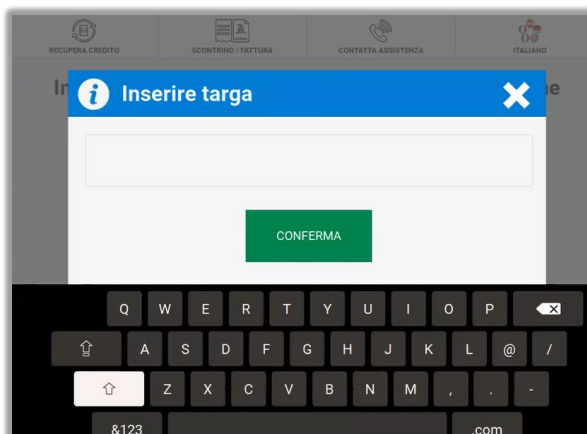 RECUPERA CREDITO
SCONTRINO / FATTURA
CONTATTA ASSISTENZA
ITALIANO
Inserire targa
CONFERMA
Q W E R T Y U I O P
A S D F G H J K L @ /
Z X C V B N M , . -
&123 .com